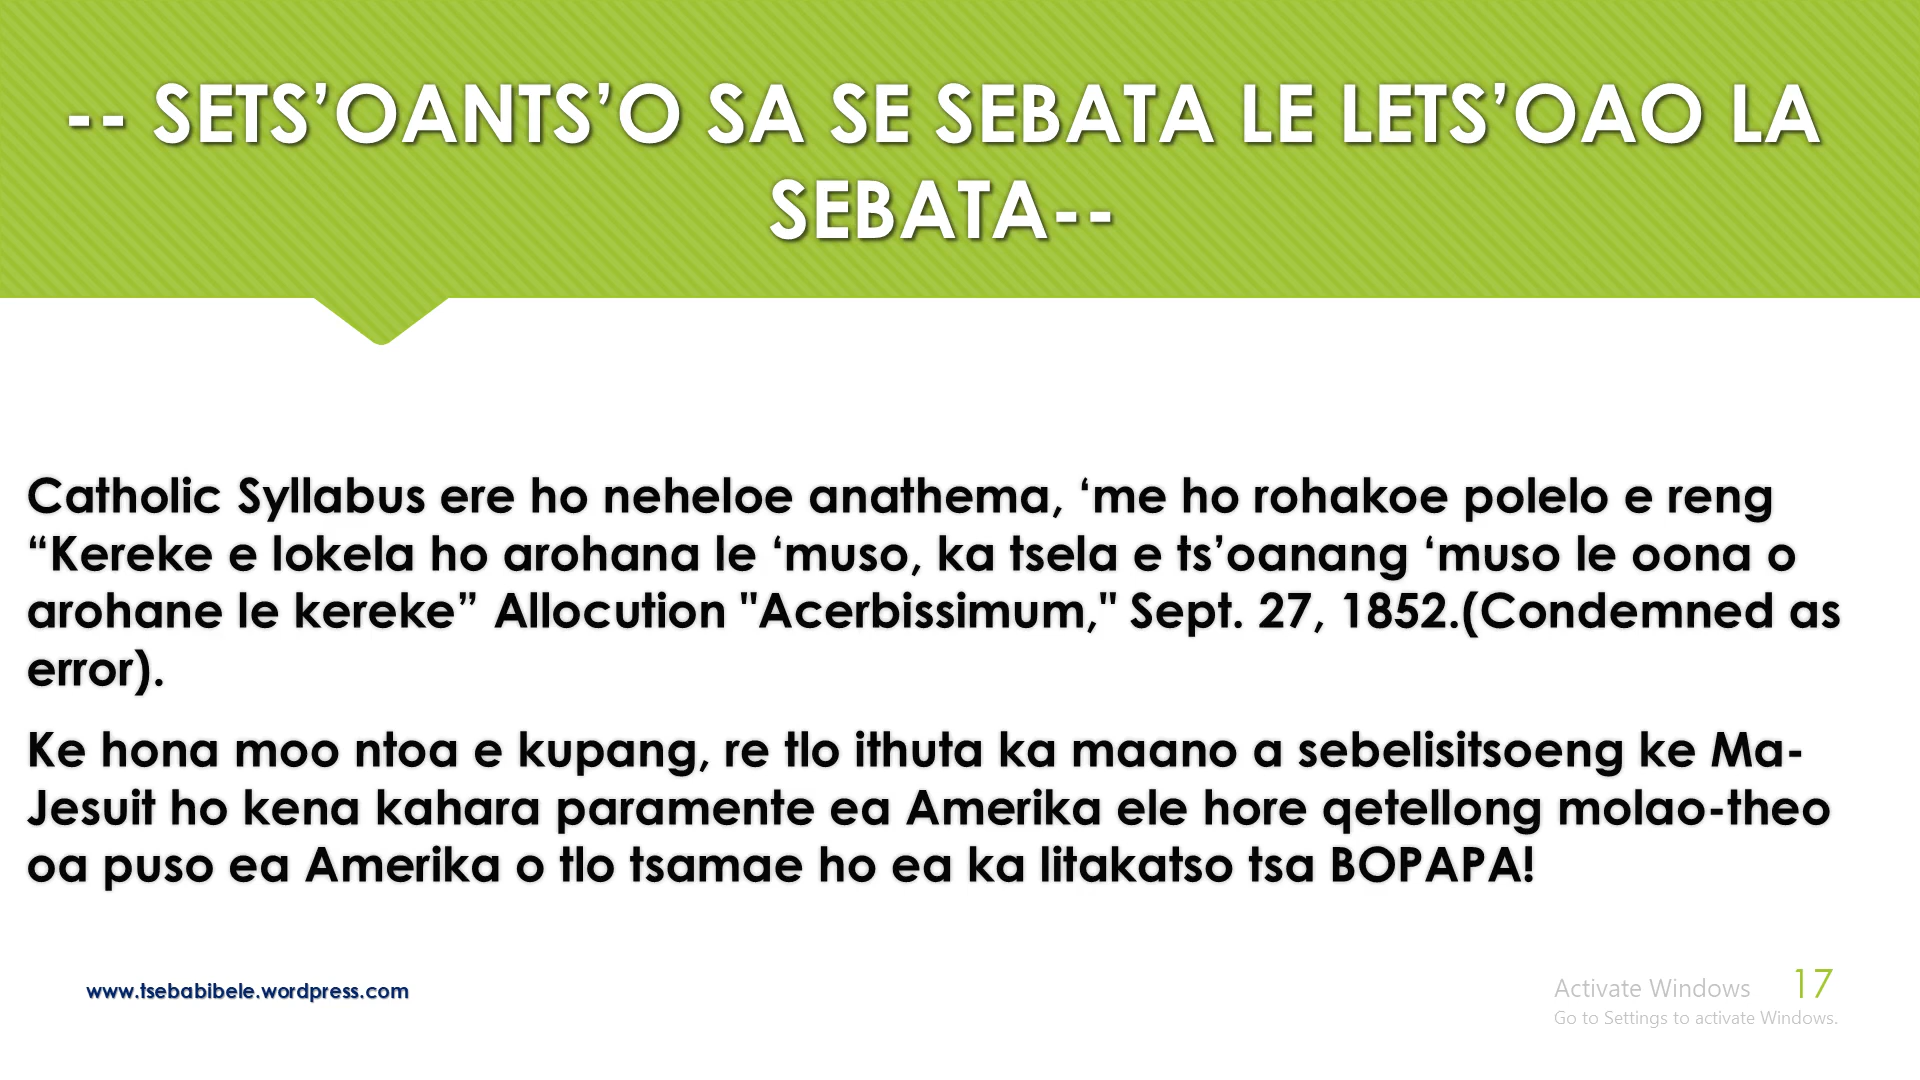 -- SETS’OANTS’O SA SE SEBATA LE LETS’OAO LA
SEBATA--
Catholic Syllabus ere ho neheloe anathema, ‘me ho rohakoe polelo e reng
“Kereke e lokela ho arohana le ‘muso, ka tsela e ts’oanang ‘muso le oona o
arohane le kereke” Allocution "Acerbissimum," Sept. 27, 1852.(Condemned as
error).
Ke hona moo ntoa e kupang, re tlo ithuta ka maano a sebelisitsoeng ke Ma-
Jesuit ho kena kahara paramente ea Amerika ele hore qetellong molao-theo
oa puso ea Amerika o tlo tsamae ho ea ka litakatso tsa BOPAPA!
www.tsebabibele.wordpress.com
Activate Windows 17
Go to Settings to activate Windows.